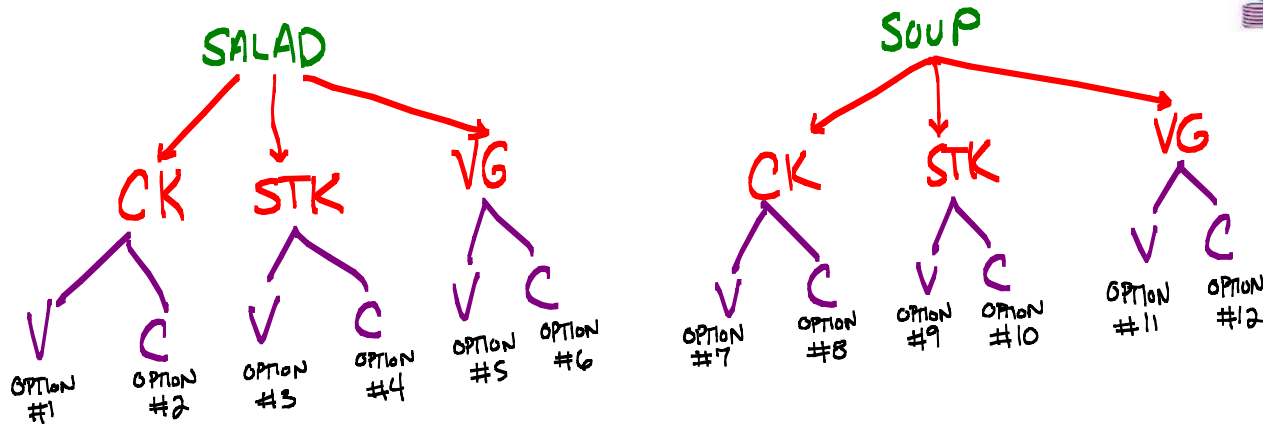 SALAD
SOUP
CK STK VG
CK STK VG
V C V C V C
V C V C V C
OPTION #1
OPTION #2
OPTION #3
OPTION #4
OPTION #5
OPTION #6
OPTION #7
OPTION #8
OPTION #9
OPTION #10
OPTION #11
OPTION #12